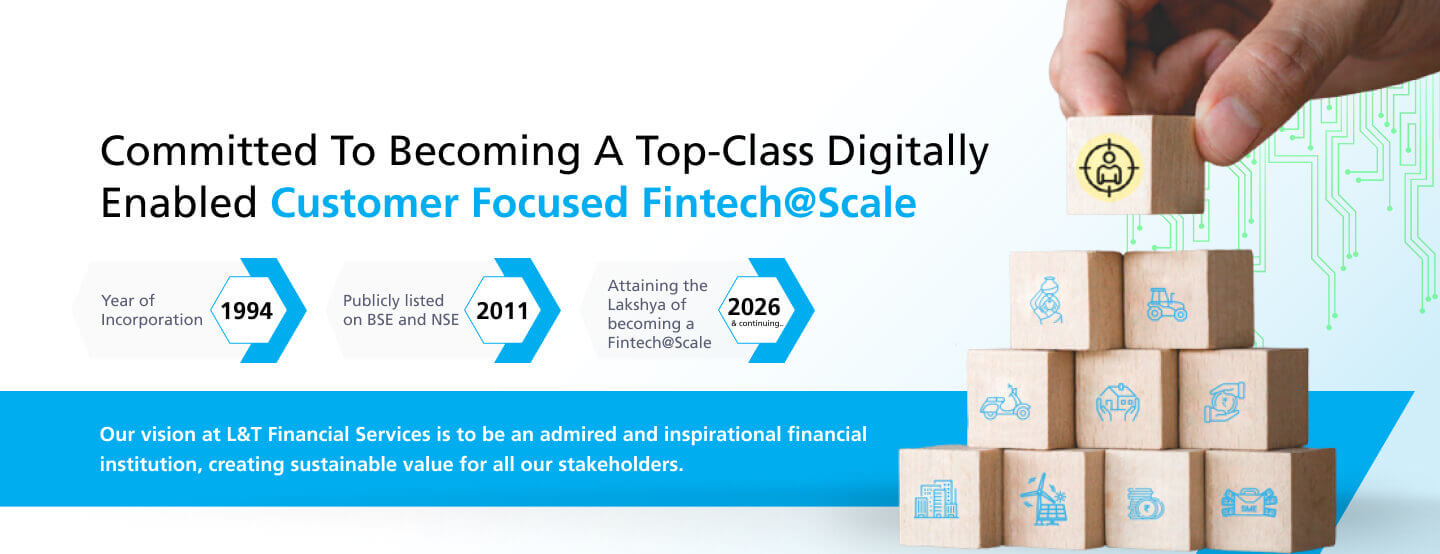 Committed To Becoming A Top-Class Digitally
Enabled Customer Focused Fintech@Scale
Year of
Incorporation
1994
Publicly listed
on BSE and NSE
2011
Attaining the
Lakshya of
becoming a
Fintech@Scale
2026
& continuing..
Our vision at L&T Financial Services is to be an admired and inspirational financial
institution, creating sustainable value for all our stakeholders.
₹
₹
SME